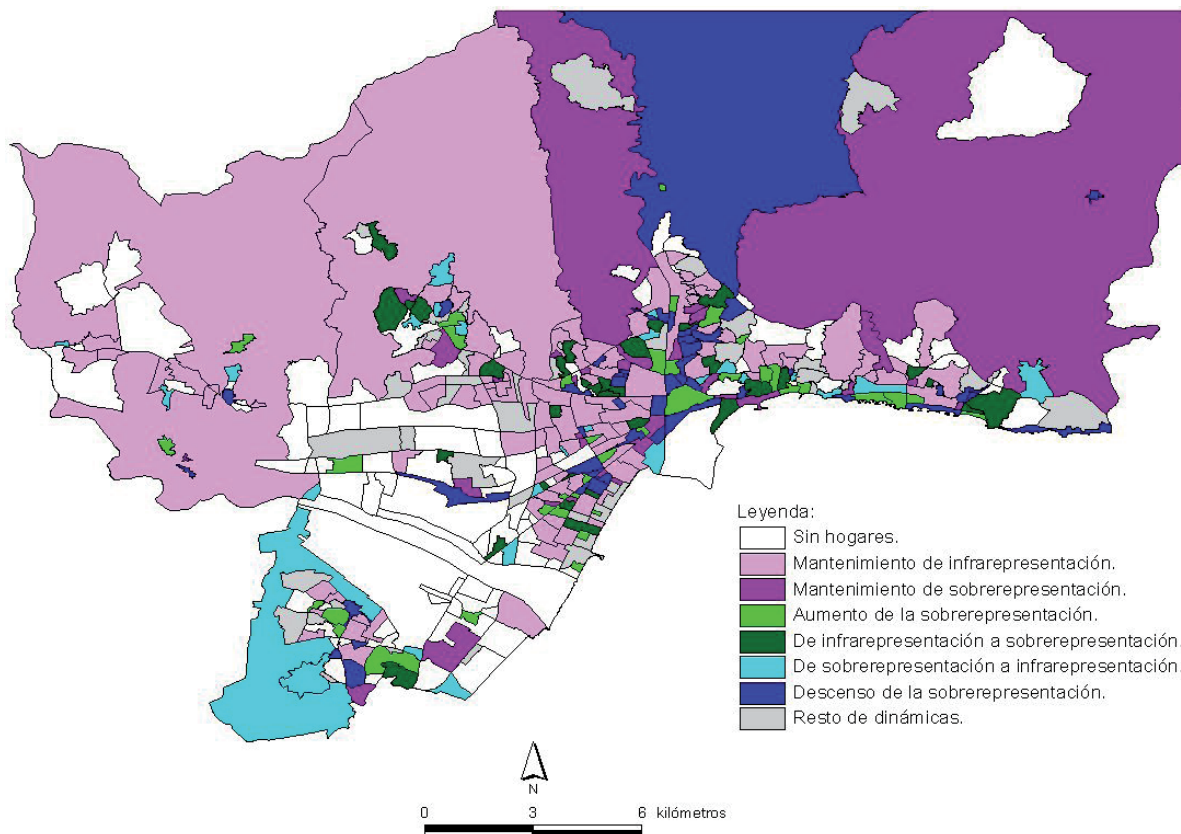 Leyenda:
Sin hogares.
Mantenimiento de infrarepresentación.
Mantenimiento de sobrerepresentación.
Aumento de la sobrerepresentación.
De infrarepresentación a sobrerepresentación.
De sobrerepresentación a infrarepresentación.
Descenso de la sobrerepresentación.
Resto de dinámicas.
N
0 3 6 kilómetros